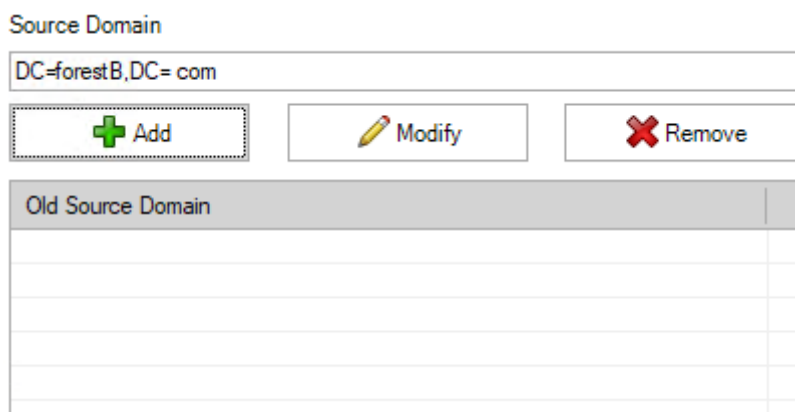 Source Domain
DC=forestB,DC= com
Add Modify Remove
Old Source Domain